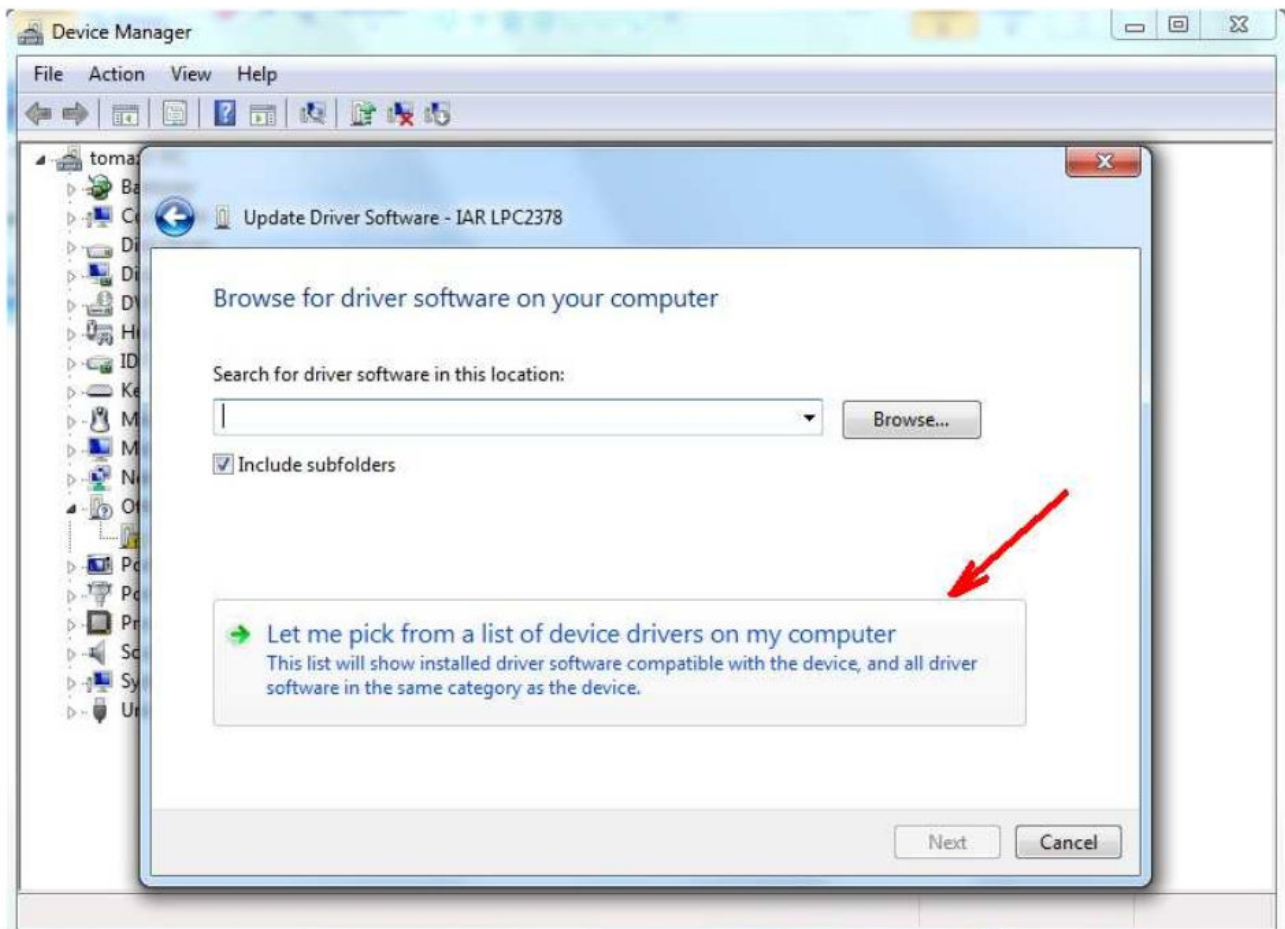 Device Manager
File Action View Help
Update Driver Software - IAR LPC2378
Browse for driver software on your computer
Search for driver software in this location:
Browse...
Include subfolders
Let me pick from a list of device drivers on my computer
This list will show installed driver software compatible with the device, and all driver
software in the same category as the device.
Next Cancel